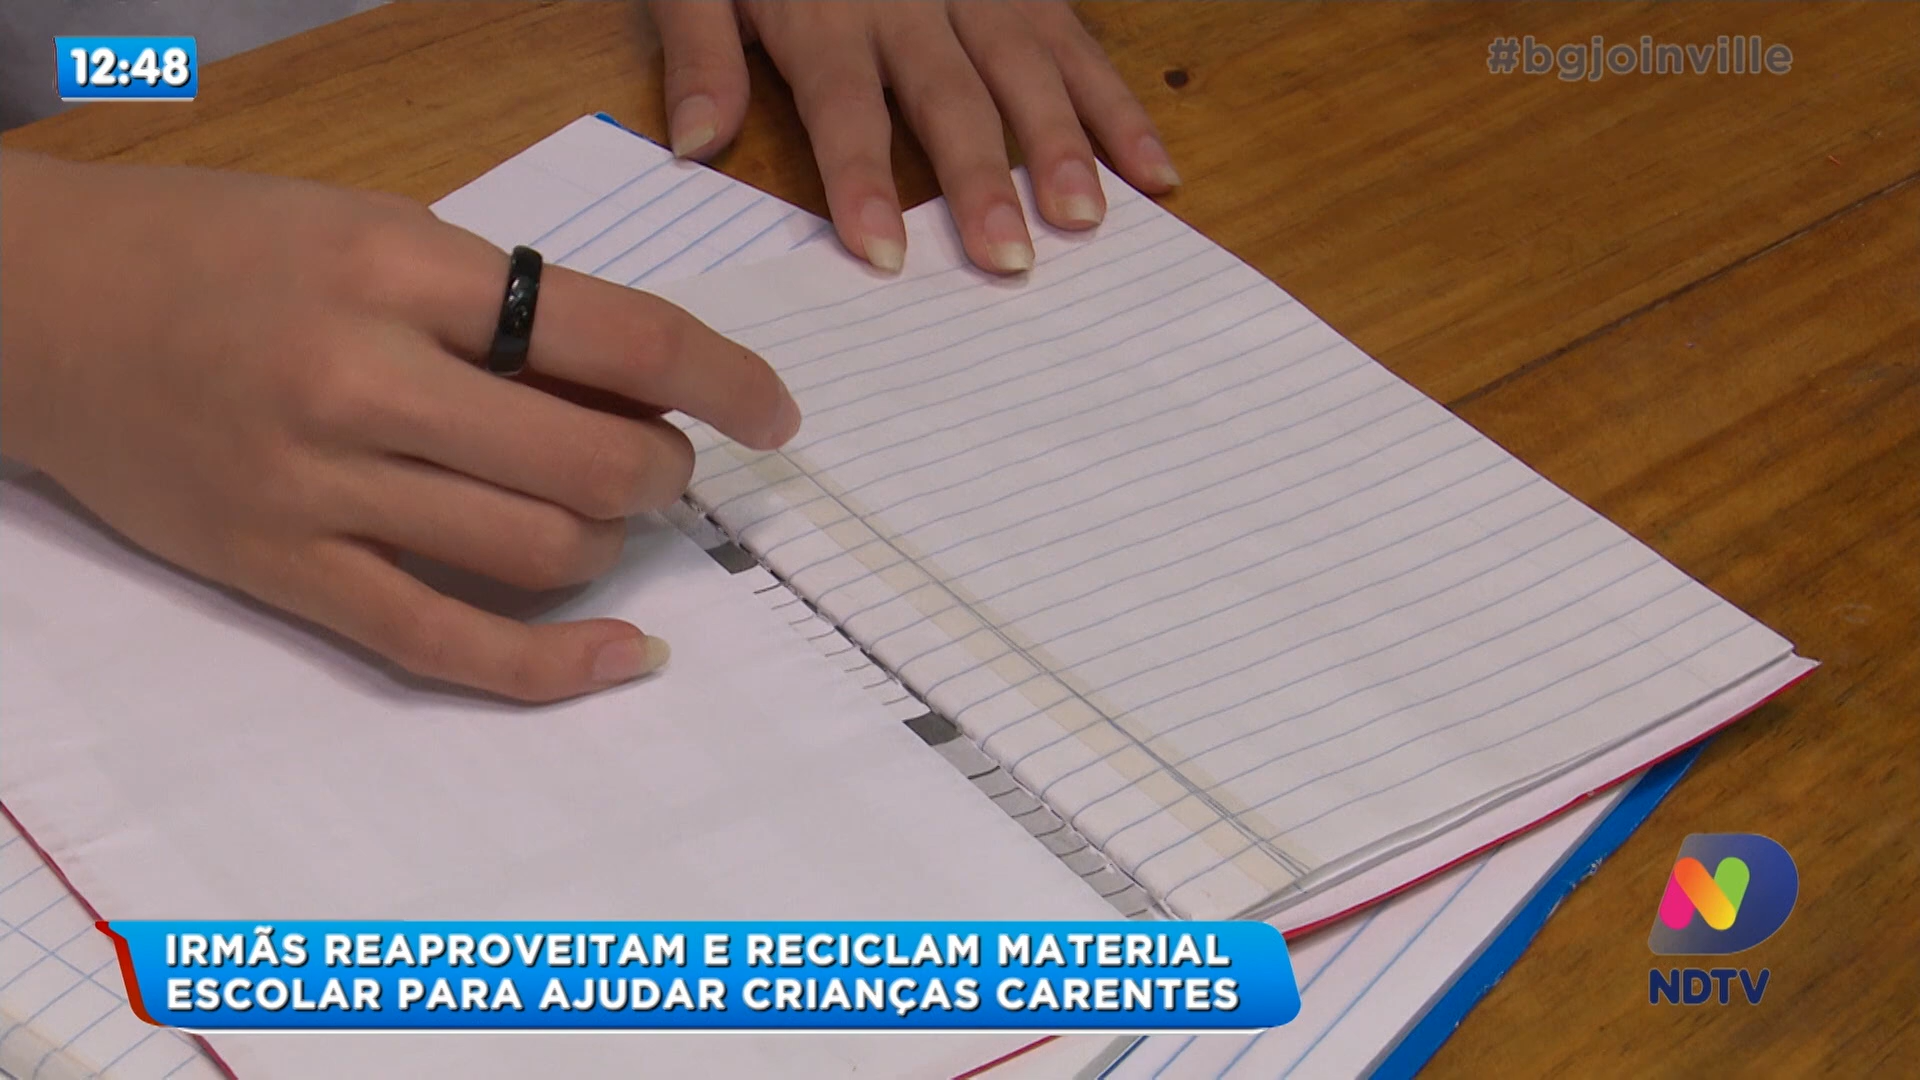 12:48
#bgjoinville
IRMÃS REAPROVEITAM E RECICLAM MATERIAL
ESCOLAR PARA AJUDAR CRIANÇAS CARENTES
NDTV